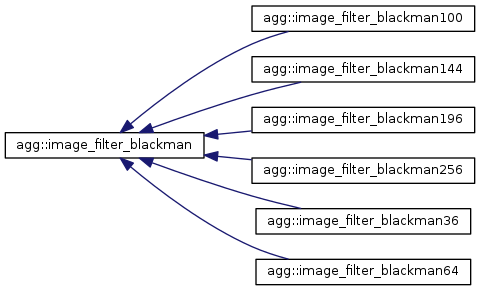 agg::image_filter_blackman100
agg::image_filter_blackman144
agg::image_filter_blackman196
agg::image_filter_blackman
agg::image_filter_blackman256
agg::image_filter_blackman36
agg::image_filter_blackman64